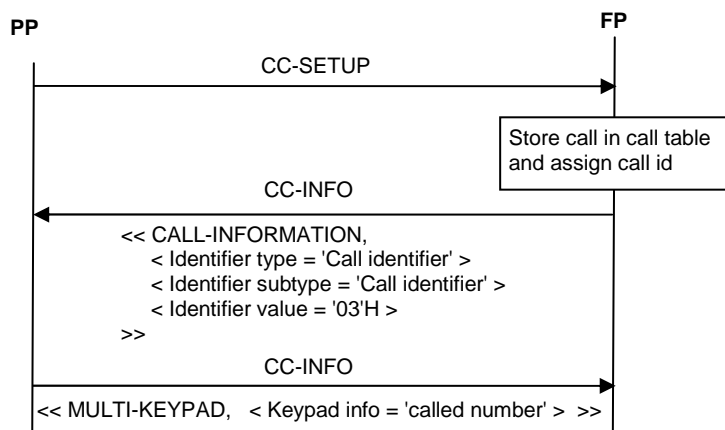 PP
FP
CC-SETUP
Store call in call table
and assign call id
CC-INFO
<< CALL-INFORMATION,
< Identifier type = 'Call identifier' >
< Identifier subtype = 'Call identifier' >
< Identifier value = '03'H >
>>
CC-INFO
<< MULTI-KEYPAD, < Keypad info = 'called number' > >>